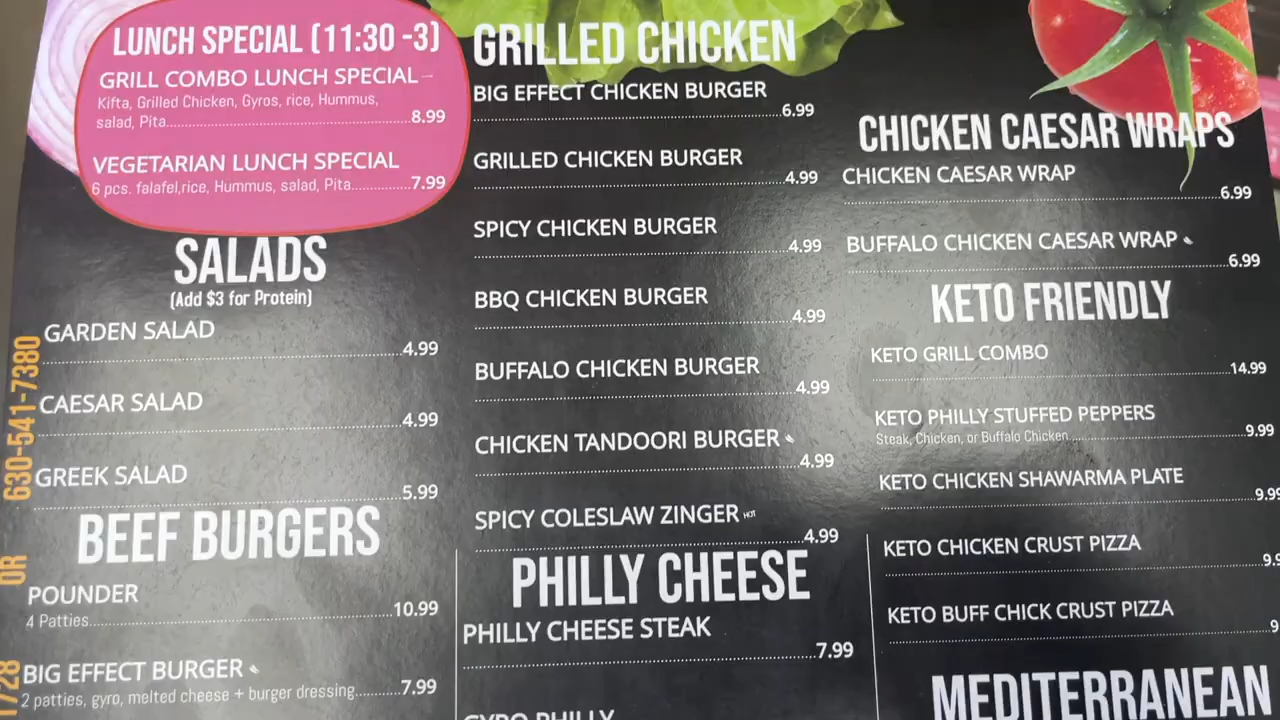 LUNCH SPECIAL (11:30 -3)
GRILL COMBO LUNCH SPECIAL
Kifta, Grilled Chicken, Gyros, rice, Hummus,
salad, Pita 8.99
VEGETARIAN LUNCH SPECIAL
6 pcs. falafel,rice, Hummus, salad, Pita 7.99
SALADS
(Add $3 for Protein)
GARDEN SALAD
4.99
CAESAR SALAD
4.99
GREEK SALAD
5.99
BEEF BURGERS
POUNDER
4 Patties 10.99
BIG EFFECT BURGER
2 patties, gyro, melted cheese + burger dressing 7.99
630-541-7380
OR
1728
GRILLED CHICKEN
BIG EFFECT CHICKEN BURGER
6.99
GRILLED CHICKEN BURGER
4.99
SPICY CHICKEN BURGER
4.99
BBQ CHICKEN BURGER
4.99
BUFFALO CHICKEN BURGER
4.99
CHICKEN TANDOORI BURGER
4.99
SPICY COLESLAW ZINGER HOT
4.99
PHILLY CHEESE
PHILLY CHEESE STEAK
7.99
GYRO PHILLY
CHICKEN CAESAR WRAPS
CHICKEN CAESAR WRAP
6.99
BUFFALO CHICKEN CAESAR WRAP
6.99
KETO FRIENDLY
KETO GRILL COMBO
14.99
KETO PHILLY STUFFED PEPPERS
Steak, Chicken, or Buffalo Chicken 9.99
KETO CHICKEN SHAWARMA PLATE
9.99
KETO CHICKEN CRUST PIZZA
9.9
KETO BUFF CHICK CRUST PIZZA
9
MEDITERRANEAN